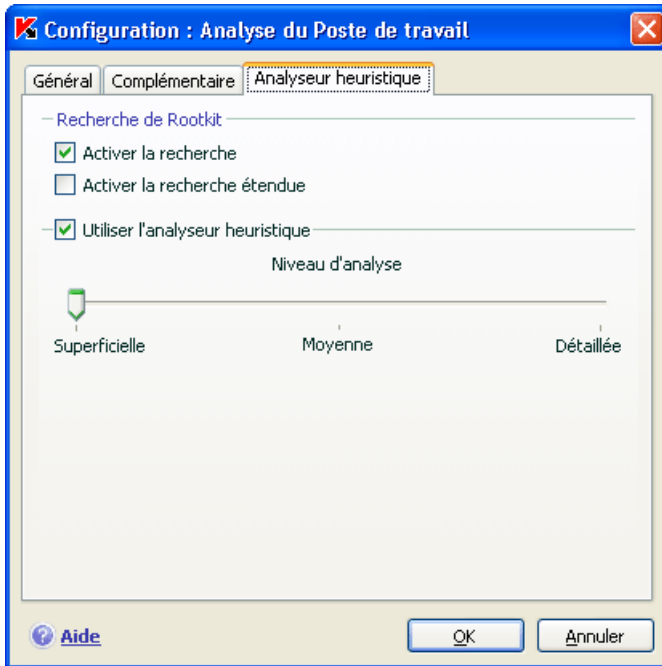 Configuration : Analyse du Poste de travail
Général Complémentaire Analyseur heuristique
Recherche de Rootkit
Activer la recherche
Activer la recherche étendue
Utiliser l'analyseur heuristique
Niveau d'analyse
Superficielle Moyenne Détaillée
Aide OK Annuler